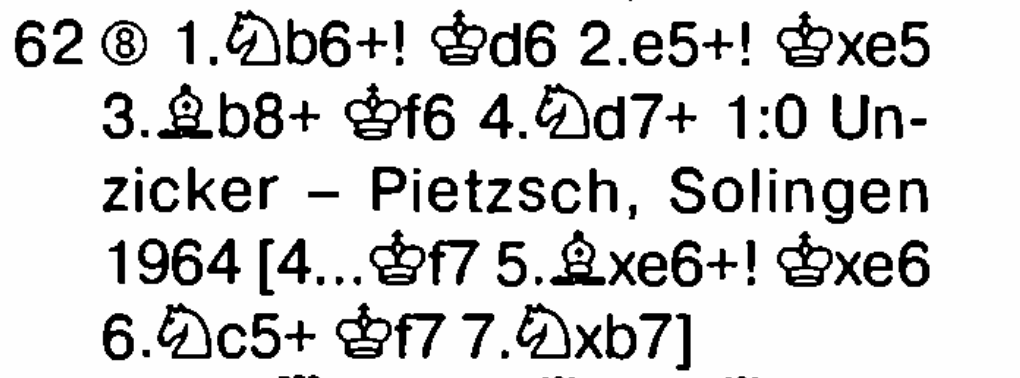 62 ⑧ 1.♘b6+! ♔d6 2.e5+! ♔xe5
3.♗b8+ ♔f6 4.♘d7+ 1:0 Un-
zicker – Pietzsch, Solingen
1964 [4...♔f7 5.♗xe6+! ♔xe6
6.♘c5+ ♔f7 7.♘xb7]